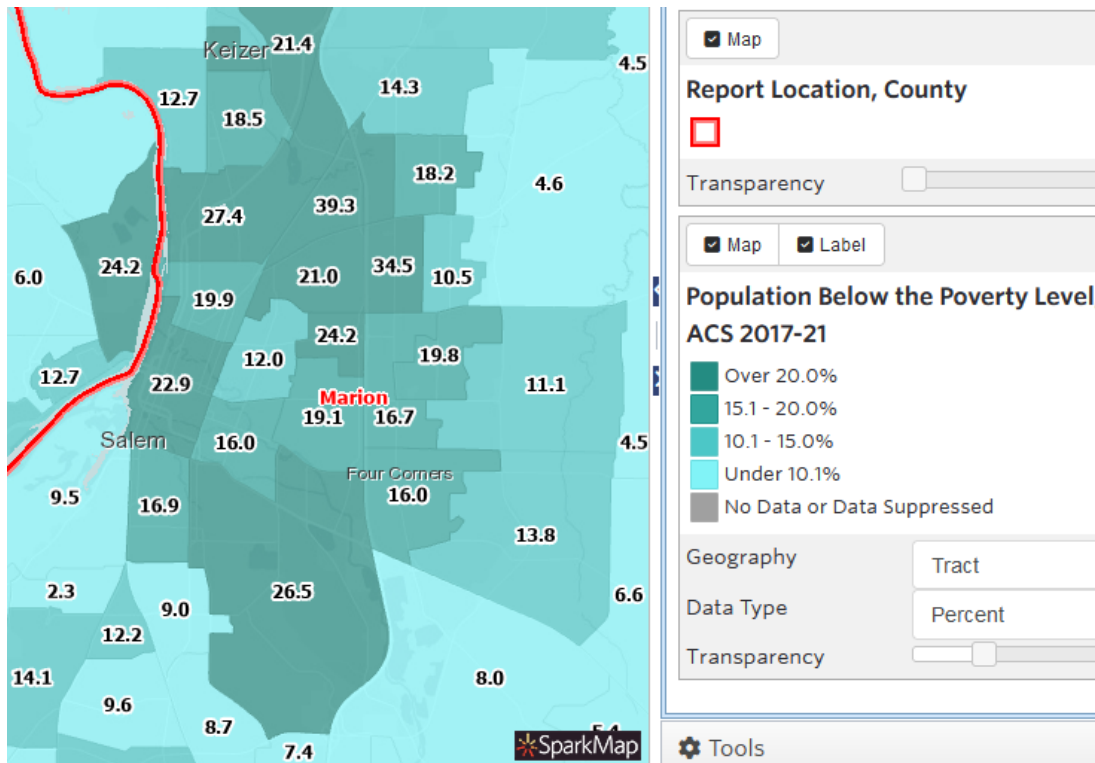 Keizer 21.4
4.5
12.7
14.3
18.5
18.2
4.6
27.4
39.3
6.0
24.2
21.0
34.5
10.5
19.9
24.2
12.0
19.8
12.7
22.9
11.1
Marion
19.1
16.7
Salem
16.0
4.5
Four Corners
9.5
16.9
16.0
13.8
2.3
9.0
26.5
6.6
12.2
14.1
8.0
9.6
8.7
7.4
5.4
SparkMap
Map
Report Location, County
Transparency
Map
Label
Population Below the Poverty Level
ACS 2017-21
Over 20.0%
15.1 - 20.0%
10.1 - 15.0%
Under 10.1%
No Data or Data Suppressed
Geography
Tract
Data Type
Percent
Transparency
Tools